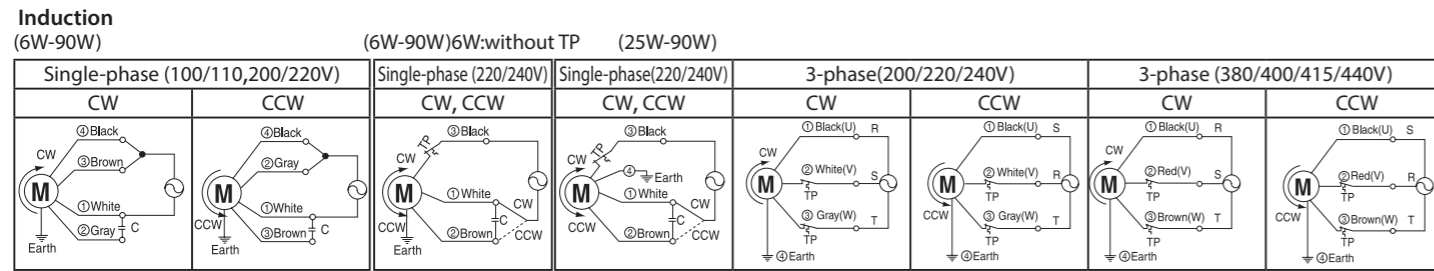 Induction
(6W-90W) (6W-90W)6W:without TP (25W-90W)
Single-phase (100/110,200/220V) Single-phase (220/240V) Single-phase(220/240V) 3-phase(200/220/240V) 3-phase (380/400/415/440V)
CW CCW CW, CCW CW, CCW CW CCW CW CCW
④Black
CW
③Brown
M
①White
②Gray C
Earth
④Black
②Gray
M
①White
CCW
③Brown C
Earth
③Black
TP
CW
M
①White
CW
C
CCW
②Brown
CCW
Earth
③Black
TP
CW
④ Earth
M
①White
CW
C
CCW
②Brown
CCW
①Black(U) R
CW
②White(V) S
M
TP
③Gray(W) T
TP
④Earth
①Black(U) S
②White(V) R
M
TP
CCW
③Gray(W) T
TP
④Earth
①Black(U) R
CW
②Red(V) S
M
TP
③Brown(W) T
TP
④Earth
①Black(U) S
②Red(V) R
M
TP
CCW
③Brown(W) T
TP
④Earth